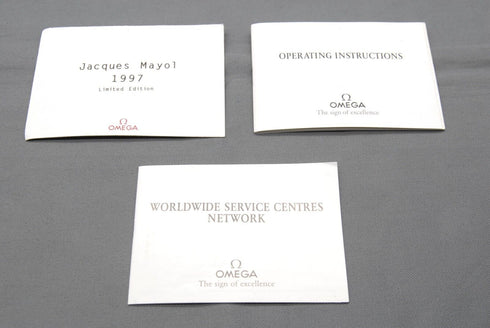 Jacques Mayol
1997
Limited Edition
Ω
OMEGA
OPERATING INSTRUCTIONS
Ω
OMEGA
The sign of excellence
WORLDWIDE SERVICE CENTRES
NETWORK
Ω
OMEGA
The sign of excellence